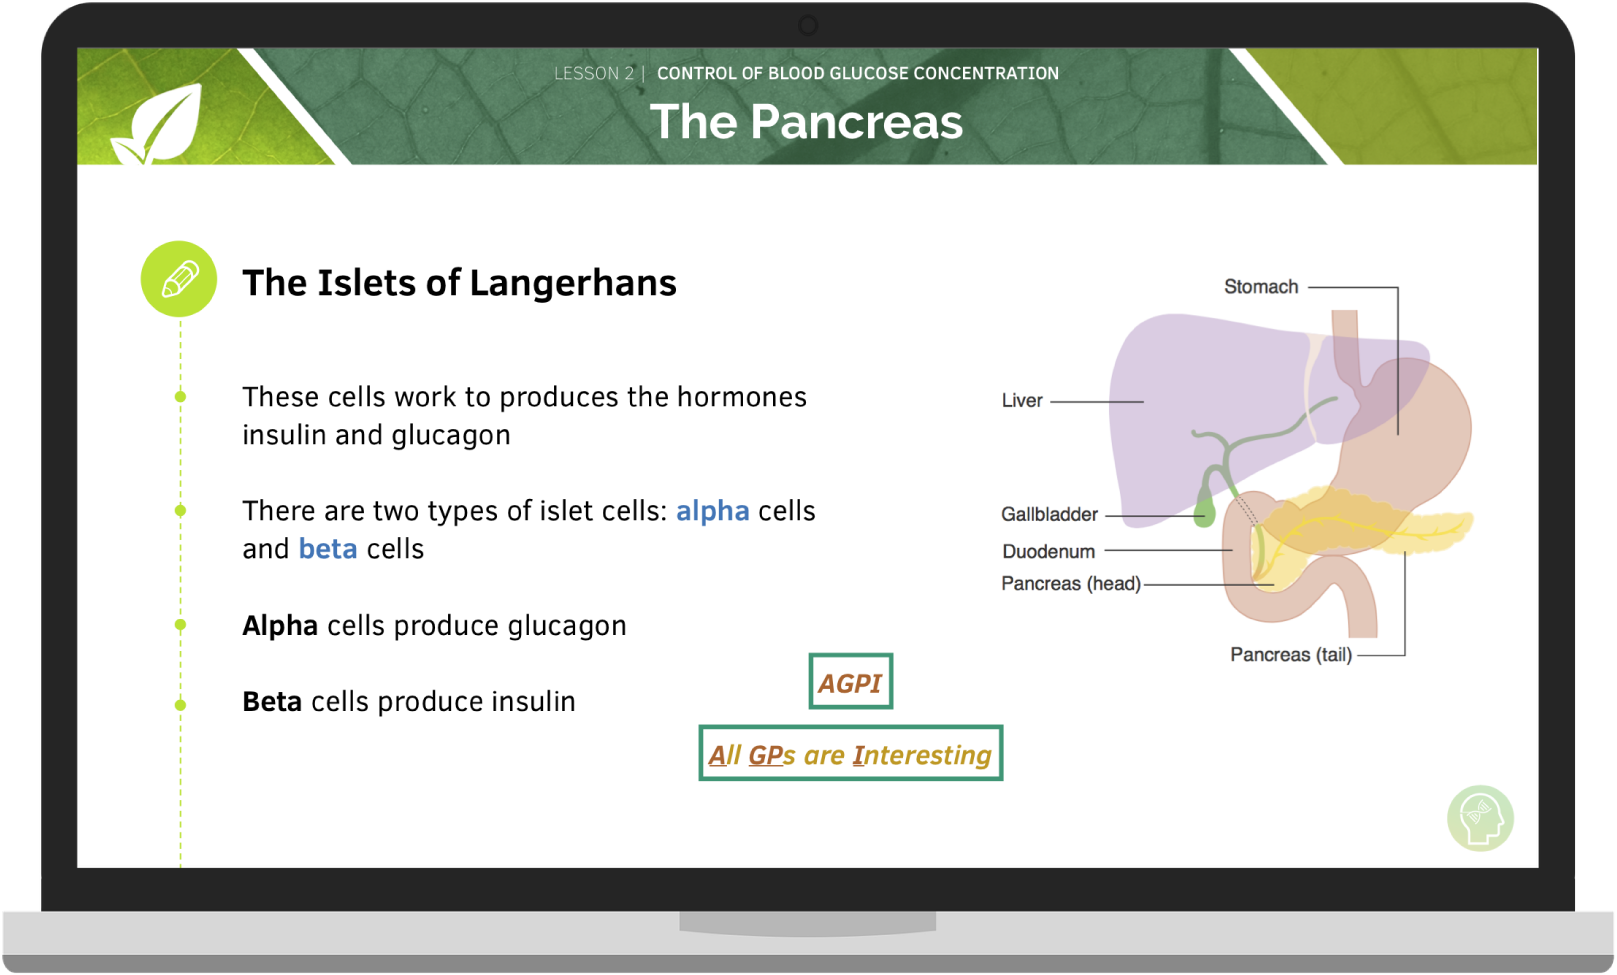 LESSON 2 | CONTROL OF BLOOD GLUCOSE CONCENTRATION
The Pancreas
The Islets of Langerhans
These cells work to produces the hormones
insulin and glucagon
There are two types of islet cells: alpha cells
and beta cells
Alpha cells produce glucagon
Beta cells produce insulin
AGPI
All GPs are Interesting
Stomach
Liver
Gallbladder
Duodenum
Pancreas (head)
Pancreas (tail)